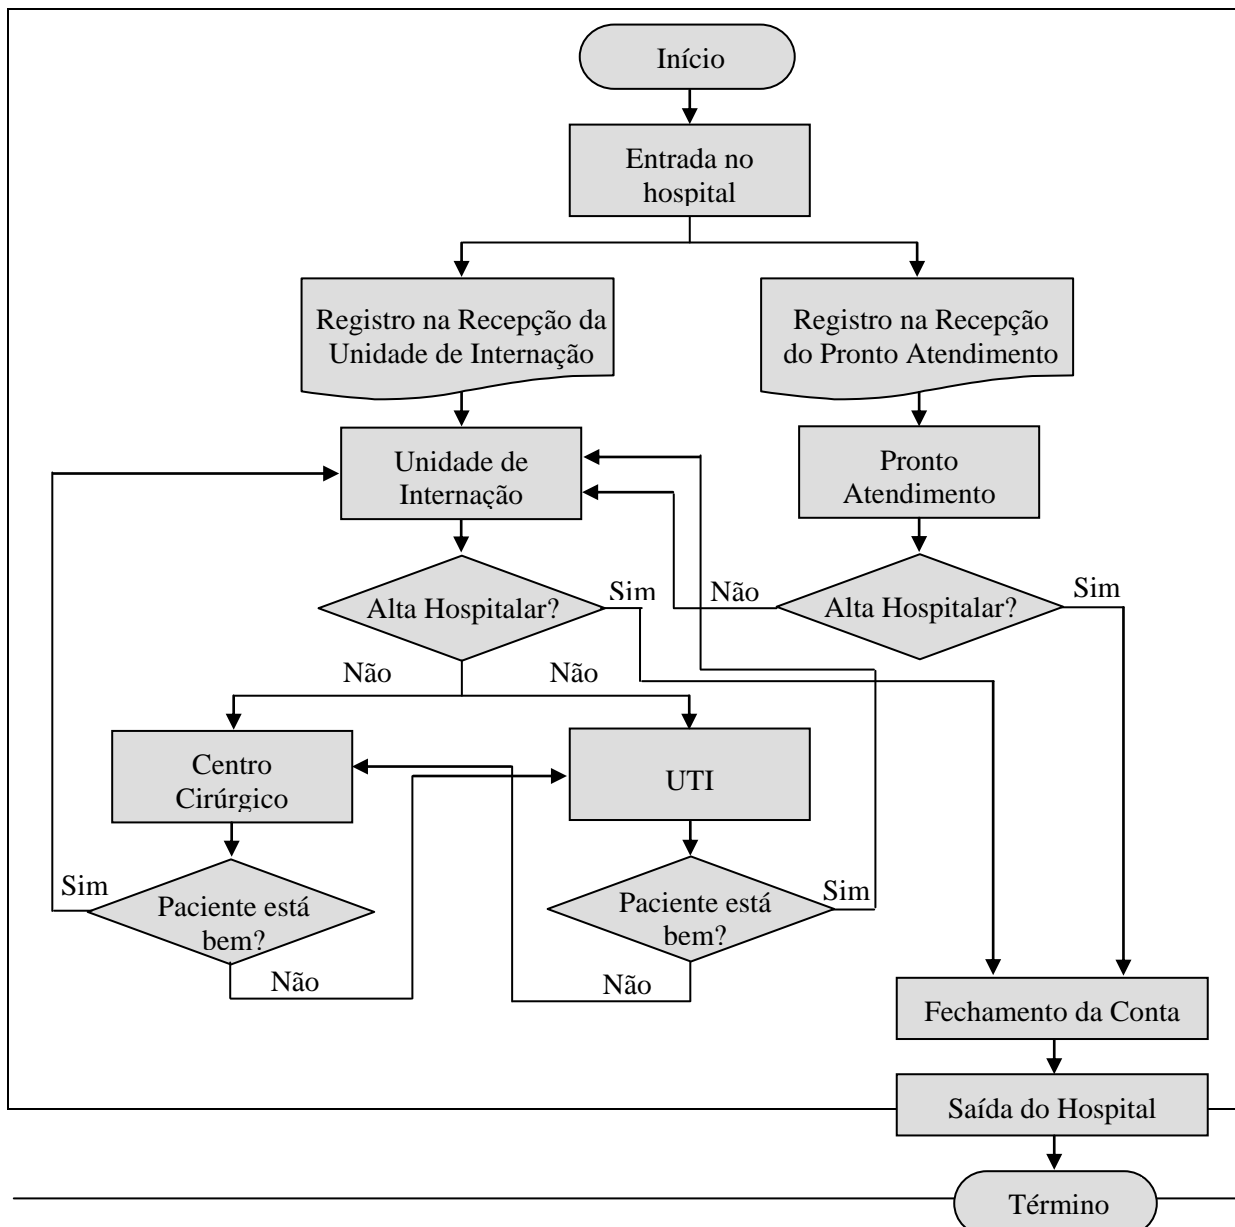 Início
Entrada no
hospital
Registro na Recepção da
Unidade de Internação
Registro na Recepção
do Pronto Atendimento
Unidade de
Internação
Pronto
Atendimento
Alta Hospitalar?
Sim
Não
Alta Hospitalar?
Sim
Não
Não
Centro
Cirúrgico
UTI
Sim
Paciente está
bem?
Não
Paciente está
bem?
Sim
Não
Fechamento da Conta
Saída do Hospital
Término